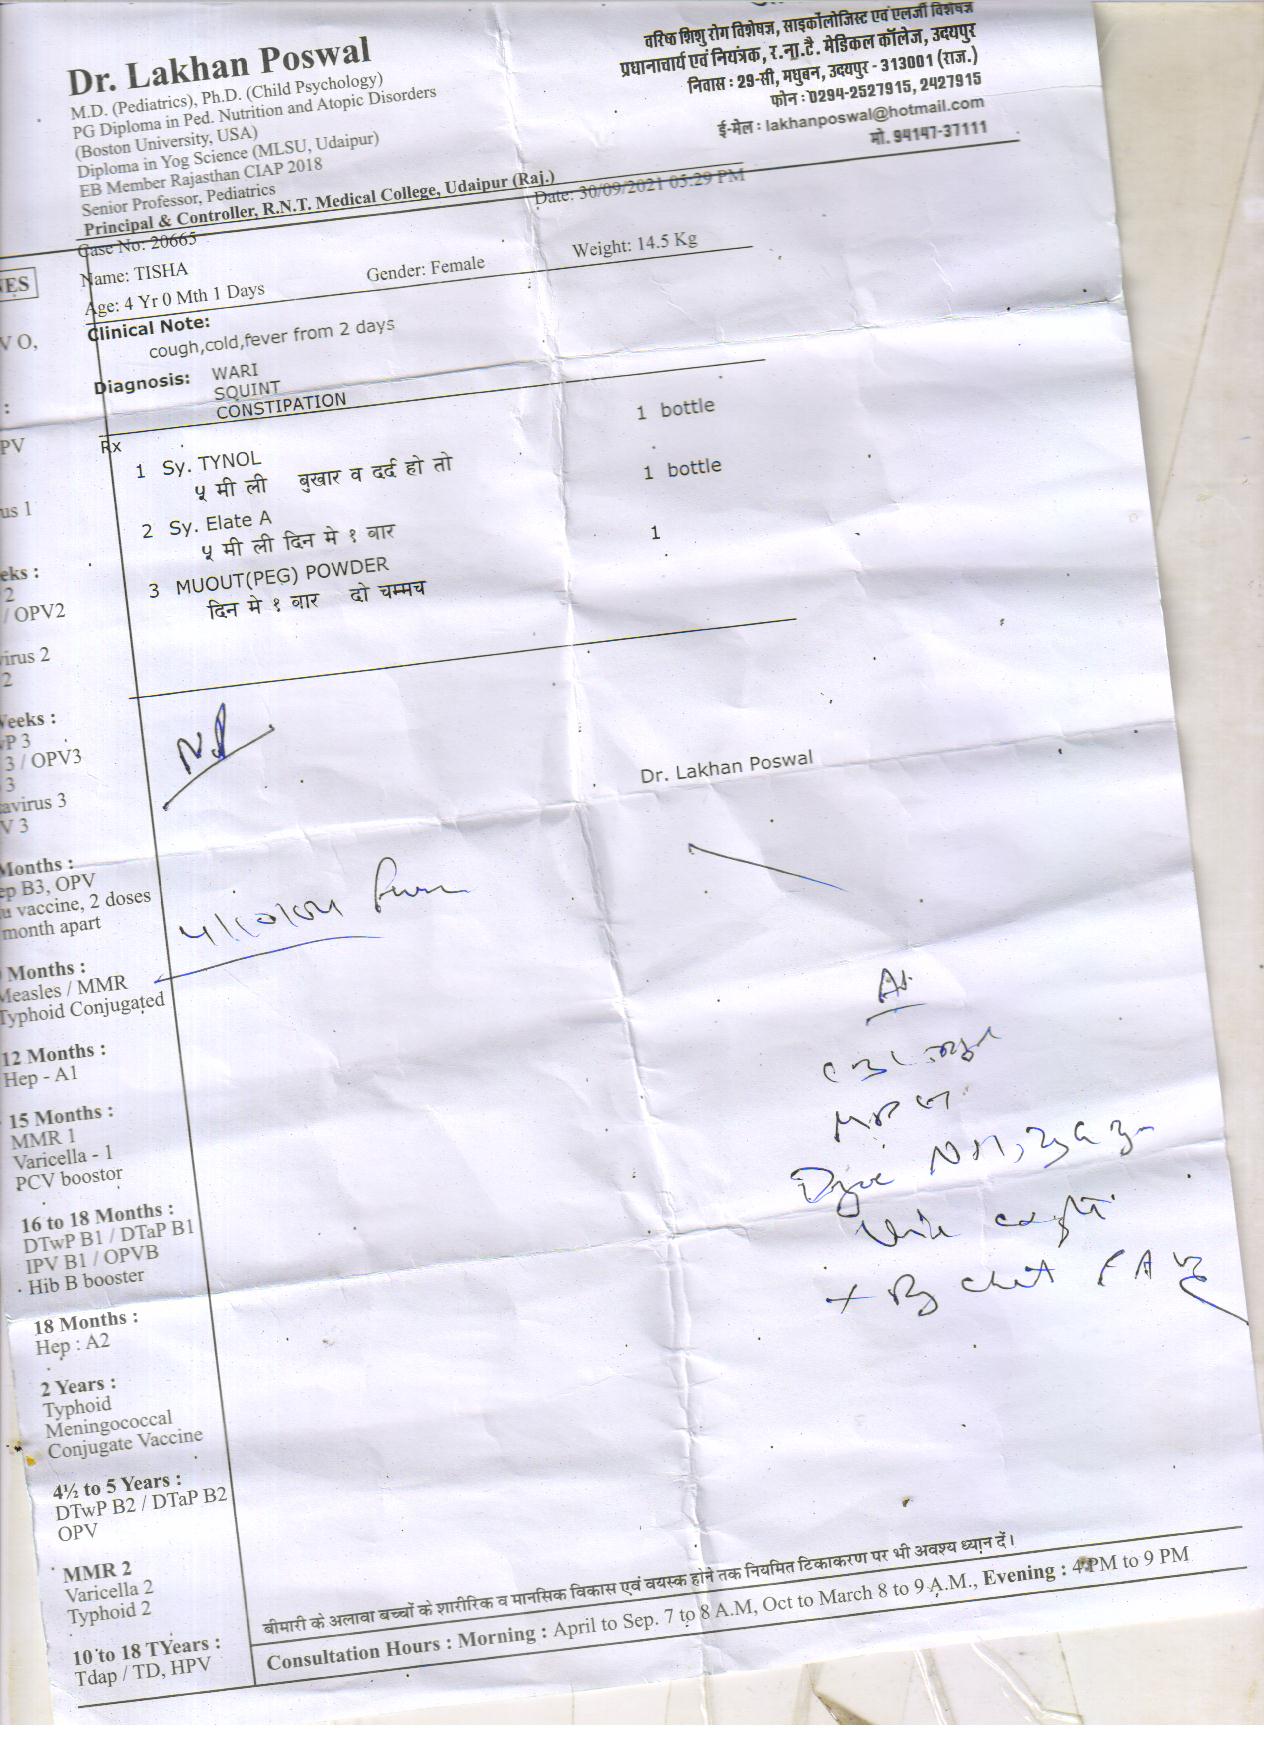 Dr. Lakhan Poswal
M.D. (Pediatrics), Ph.D. (Child Psychology)
PG Diploma in Ped. Nutrition and Atopic Disorders
(Boston University, USA)
Diploma in Yog Science (MLSU, Udaipur)
EB Member Rajasthan CIAP 2018
Senior Professor, Pediatrics
Principal & Controller, R.N.T. Medical College, Udaipur (Raj.)
वरिष्ठ शिशु रोग विशेषज्ञ, साइकॉलोजिस्ट एवं एलर्जी विशेषज्ञ
प्रधानाचार्य एवं नियंत्रक, र.ना.टै. मेडिकल कॉलेज, उदयपुर
निवास : 29-सी, मधुबन, उदयपुर - 313001 (राज.)
फोन : 0294-2527915, 2427915
ई-मेल : lakhanposwal@hotmail.com
मो. 94147-37111
Case No: 20665 Date: 30/09/2021 05:29 PM
Name: TISHA Gender: Female Weight: 14.5 Kg
Age: 4 Yr 0 Mth 1 Days
Clinical Note:
cough,cold,fever from 2 days
Diagnosis: WARI
SQUINT
CONSTIPATION
Rx
1 Sy. TYNOL 1 bottle
५ मी ली बुखार व दर्द हो तो
2 Sy. Elate A 1 bottle
५ मी ली दिन मे १ बार
3 MUOUT(PEG) POWDER 1
दिन मे १ बार दो चम्मच
Dr. Lakhan Poswal
NES
V O,
:
PV
us 1
eks :
2
/ OPV2
virus 2
2
Weeks :
P 3
3 / OPV3
3
avirus 3
V 3
Months :
ep B3, OPV
u vaccine, 2 doses
month apart
Months :
Measles / MMR
Typhoid Conjugated
12 Months :
Hep - A1
15 Months :
MMR 1
Varicella - 1
PCV boostor
16 to 18 Months :
DTwP B1 / DTaP B1
IPV B1 / OPVB
Hib B booster
18 Months :
Hep : A2
2 Years :
Typhoid
Meningococcal
Conjugate Vaccine
4½ to 5 Years :
DTwP B2 / DTaP B2
OPV
MMR 2
Varicella 2
Typhoid 2
10 to 18 TYears :
Tdap / TD, HPV
बीमारी के अलावा बच्चों के शारीरिक व मानसिक विकास एवं वयस्क होने तक नियमित टिकाकरण पर भी अवश्य ध्यान दें।
Consultation Hours : Morning : April to Sep. 7 to 8 A.M, Oct to March 8 to 9 A.M., Evening : 4 PM to 9 PM